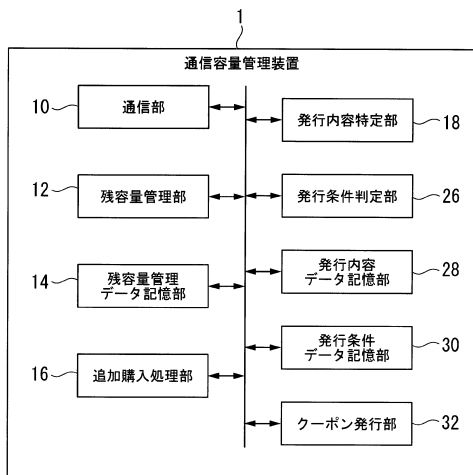 1
通信容量管理装置
10
通信部
12
残容量管理部
14
残容量管理
データ記憶部
16
追加購入処理部
発行内容特定部
18
発行条件判定部
26
発行内容
データ記憶部
28
発行条件
データ記憶部
30
クーポン発行部
32